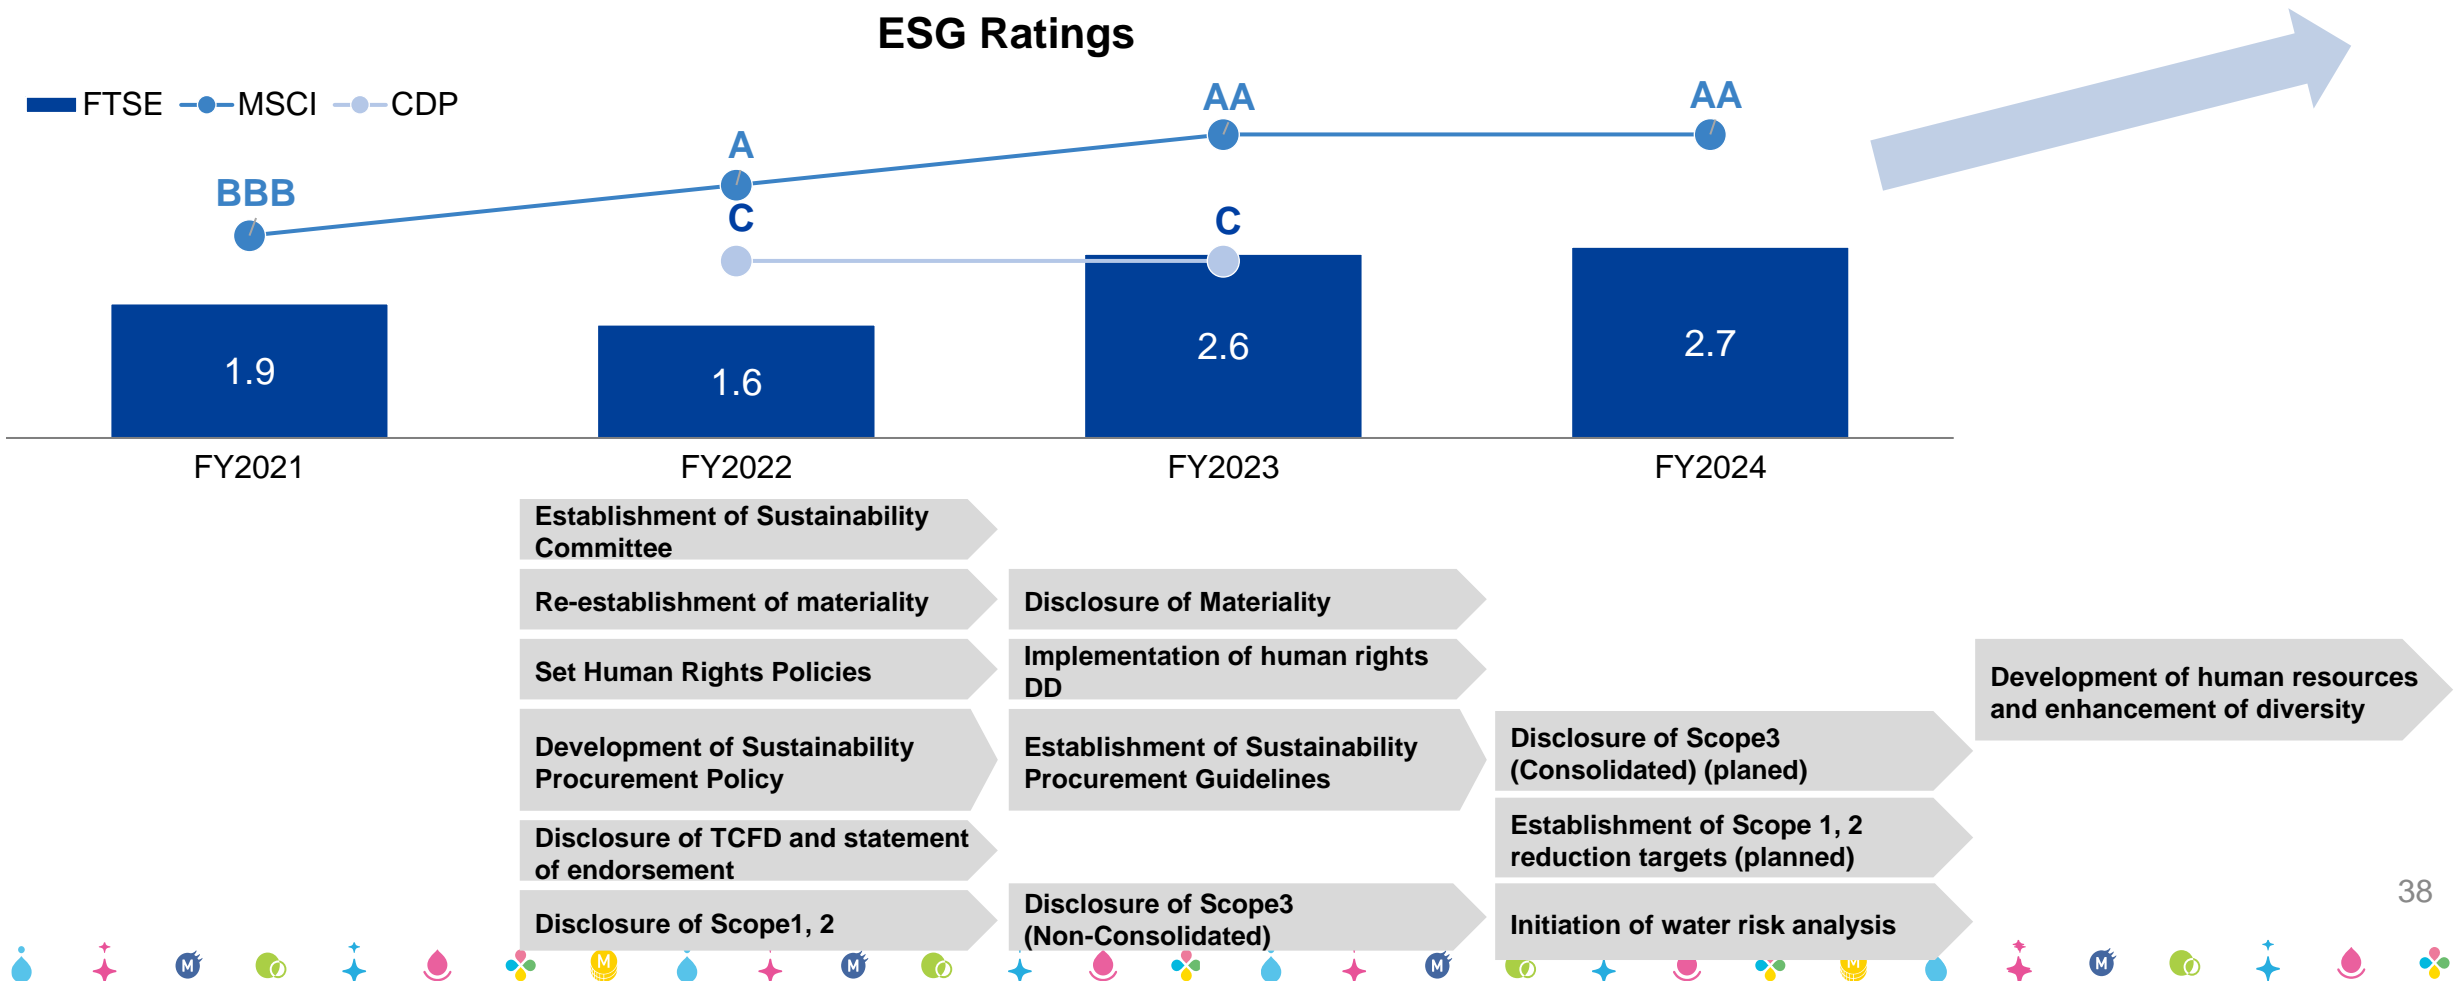 ESG Ratings
FTSE MSCI CDP
BBB
A
AA
AA
C
C
1.9
1.6
2.6
2.7
FY2021
FY2022
FY2023
FY2024
Establishment of Sustainability
Committee
Re-establishment of materiality
Set Human Rights Policies
Development of Sustainability
Procurement Policy
Disclosure of TCFD and statement
of endorsement
Disclosure of Scope1, 2
Disclosure of Materiality
Implementation of human rights
DD
Establishment of Sustainability
Procurement Guidelines
Disclosure of Scope3
(Non-Consolidated)
Disclosure of Scope3
(Consolidated) (planed)
Establishment of Scope 1, 2
reduction targets (planned)
Initiation of water risk analysis
Development of human resources
and enhancement of diversity
38
M
M
M
M
M
M